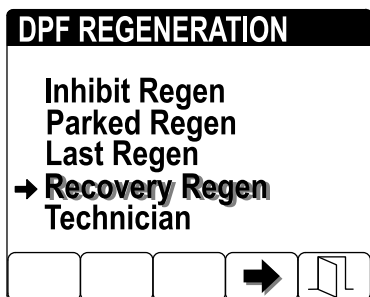 DPF REGENERATION
Inhibit Regen
Parked Regen
Last Regen
Recovery Regen
Technician